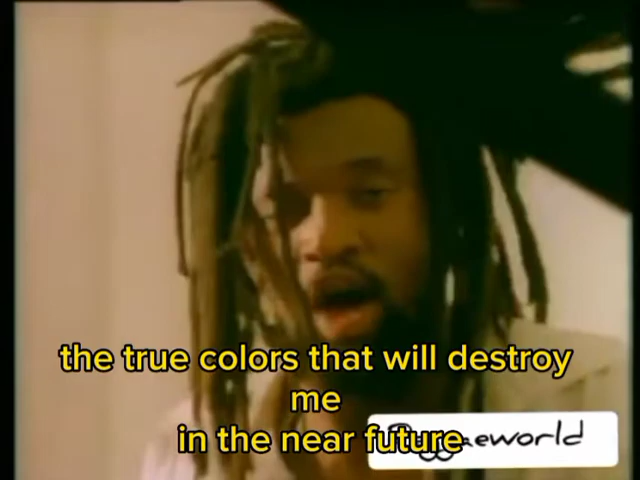 the true colors that will destroy
me
in the near future